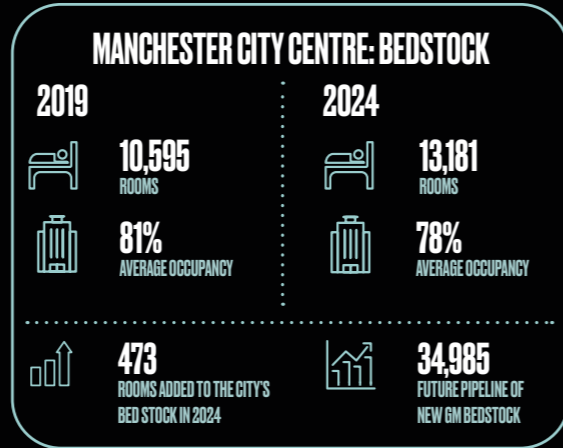 MANCHESTER CITY CENTRE: BEDSTOCK
2019
10,595
ROOMS
81%
AVERAGE OCCUPANCY
2024
13,181
ROOMS
78%
AVERAGE OCCUPANCY
473
ROOMS ADDED TO THE CITY'S
BED STOCK IN 2024
34,985
FUTURE PIPELINE OF
NEW GM BEDSTOCK